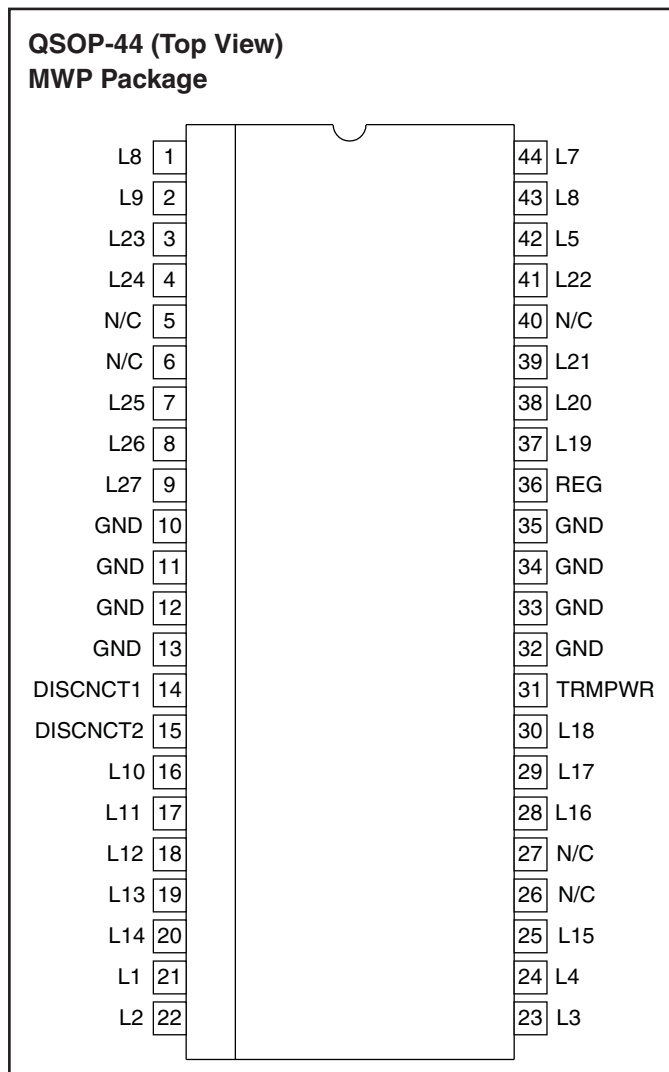 QSOP-44 (Top View)
MWP Package
L8 1 44 L7
L9 2 43 L8
L23 3 42 L5
L24 4 41 L22
N/C 5 40 N/C
N/C 6 39 L21
L25 7 38 L20
L26 8 37 L19
L27 9 36 REG
GND 10 35 GND
GND 11 34 GND
GND 12 33 GND
GND 13 32 GND
DISCNCT1 14 31 TRMPWR
DISCNCT2 15 30 L18
L10 16 29 L17
L11 17 28 L16
L12 18 27 N/C
L13 19 26 N/C
L14 20 25 L15
L1 21 24 L4
L2 22 23 L3